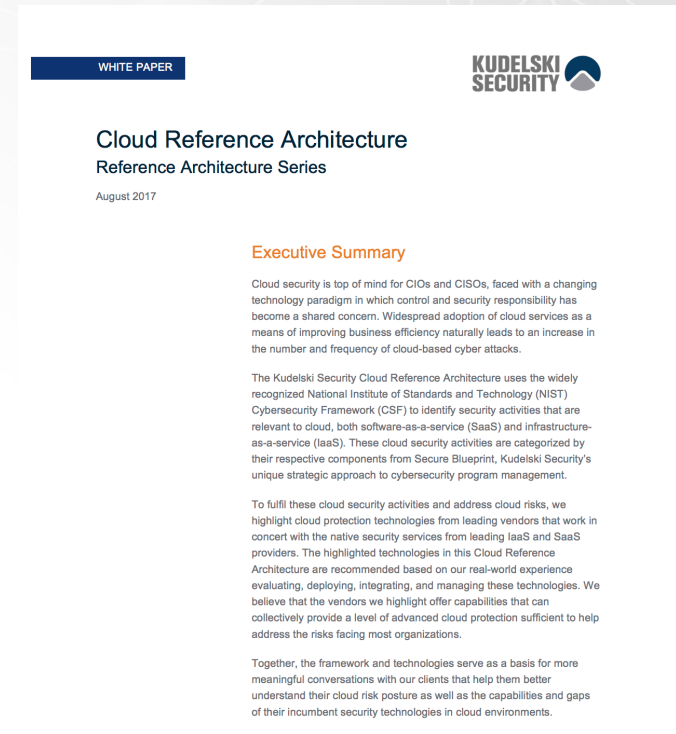 WHITE PAPER
KUDELSKI
SECURITY
Cloud Reference Architecture
Reference Architecture Series
August 2017
Executive Summary
Cloud security is top of mind for CIOs and CISOs, faced with a changing
technology paradigm in which control and security responsibility has
become a shared concern. Widespread adoption of cloud services as a
means of improving business efficiency naturally leads to an increase in
the number and frequency of cloud-based cyber attacks.
The Kudelski Security Cloud Reference Architecture uses the widely
recognized National Institute of Standards and Technology (NIST)
Cybersecurity Framework (CSF) to identify security activities that are
relevant to cloud, both software-as-a-service (SaaS) and infrastructure-
as-a-service (IaaS). These cloud security activities are categorized by
their respective components from Secure Blueprint, Kudelski Security's
unique strategic approach to cybersecurity program management.
To fulfil these cloud security activities and address cloud risks, we
highlight cloud protection technologies from leading vendors that work in
concert with the native security services from leading IaaS and SaaS
providers. The highlighted technologies in this Cloud Reference
Architecture are recommended based on our real-world experience
evaluating, deploying, integrating, and managing these technologies. We
believe that the vendors we highlight offer capabilities that can
collectively provide a level of advanced cloud protection sufficient to help
address the risks facing most organizations.
Together, the framework and technologies serve as a basis for more
meaningful conversations with our clients that help them better
understand their cloud risk posture as well as the capabilities and gaps
of their incumbent security technologies in cloud environments.